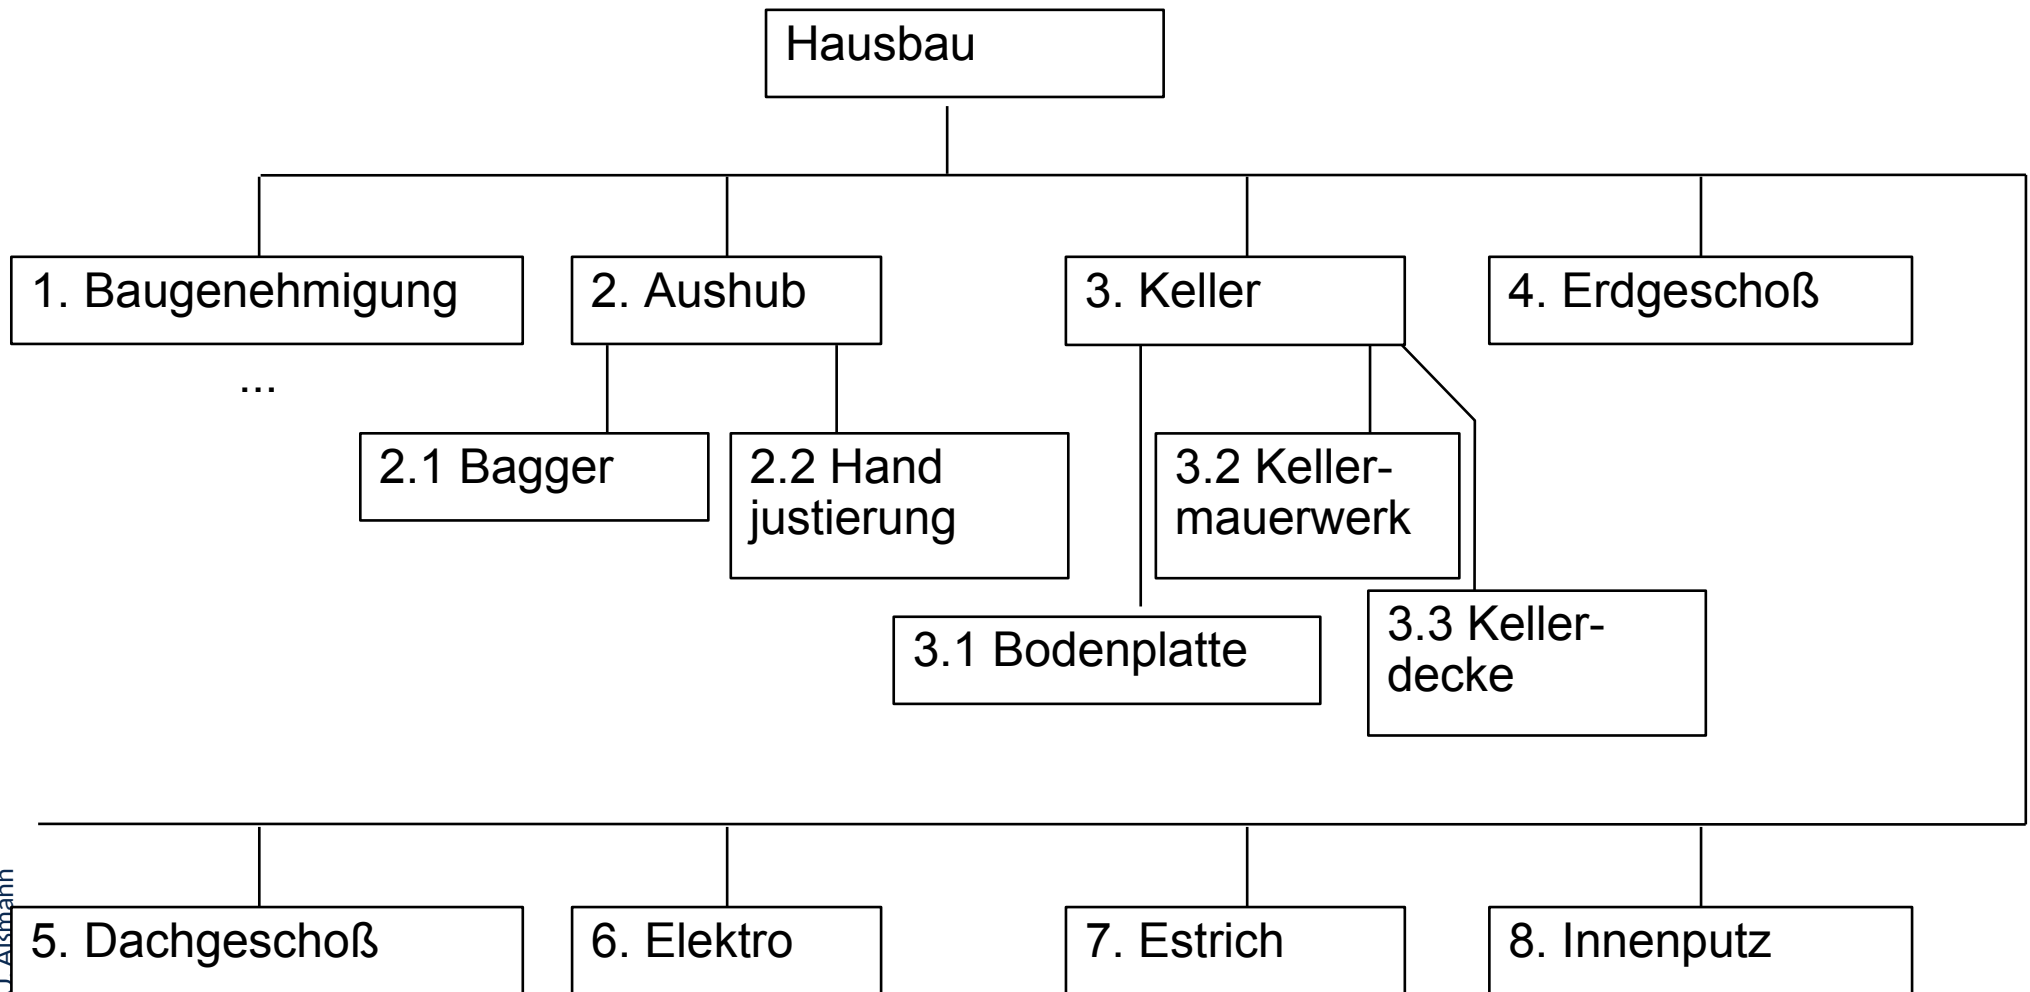 Hausbau
1. Baugenehmigung
2. Aushub
3. Keller
4. Erdgeschoß
...
2.1 Bagger
2.2 Hand
justierung
3.2 Keller-
mauerwerk
3.1 Bodenplatte
3.3 Keller-
decke
5. Dachgeschoß
6. Elektro
7. Estrich
8. Innenputz